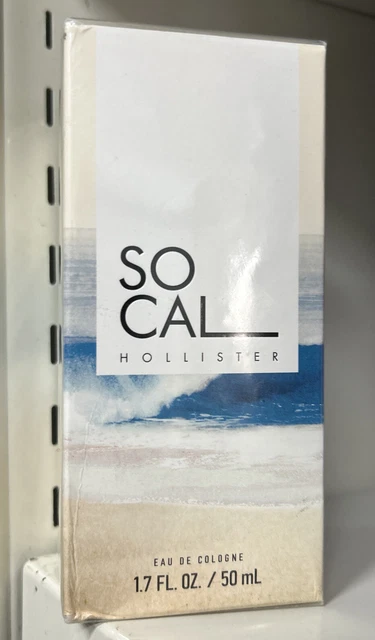 SO
CAL
HOLLISTER
EAU DE COLOGNE
1.7 FL. OZ. / 50 mL